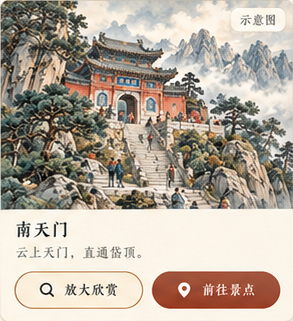 示意图
南天门
云上天门，直通岱顶。
放大欣赏
前往景点